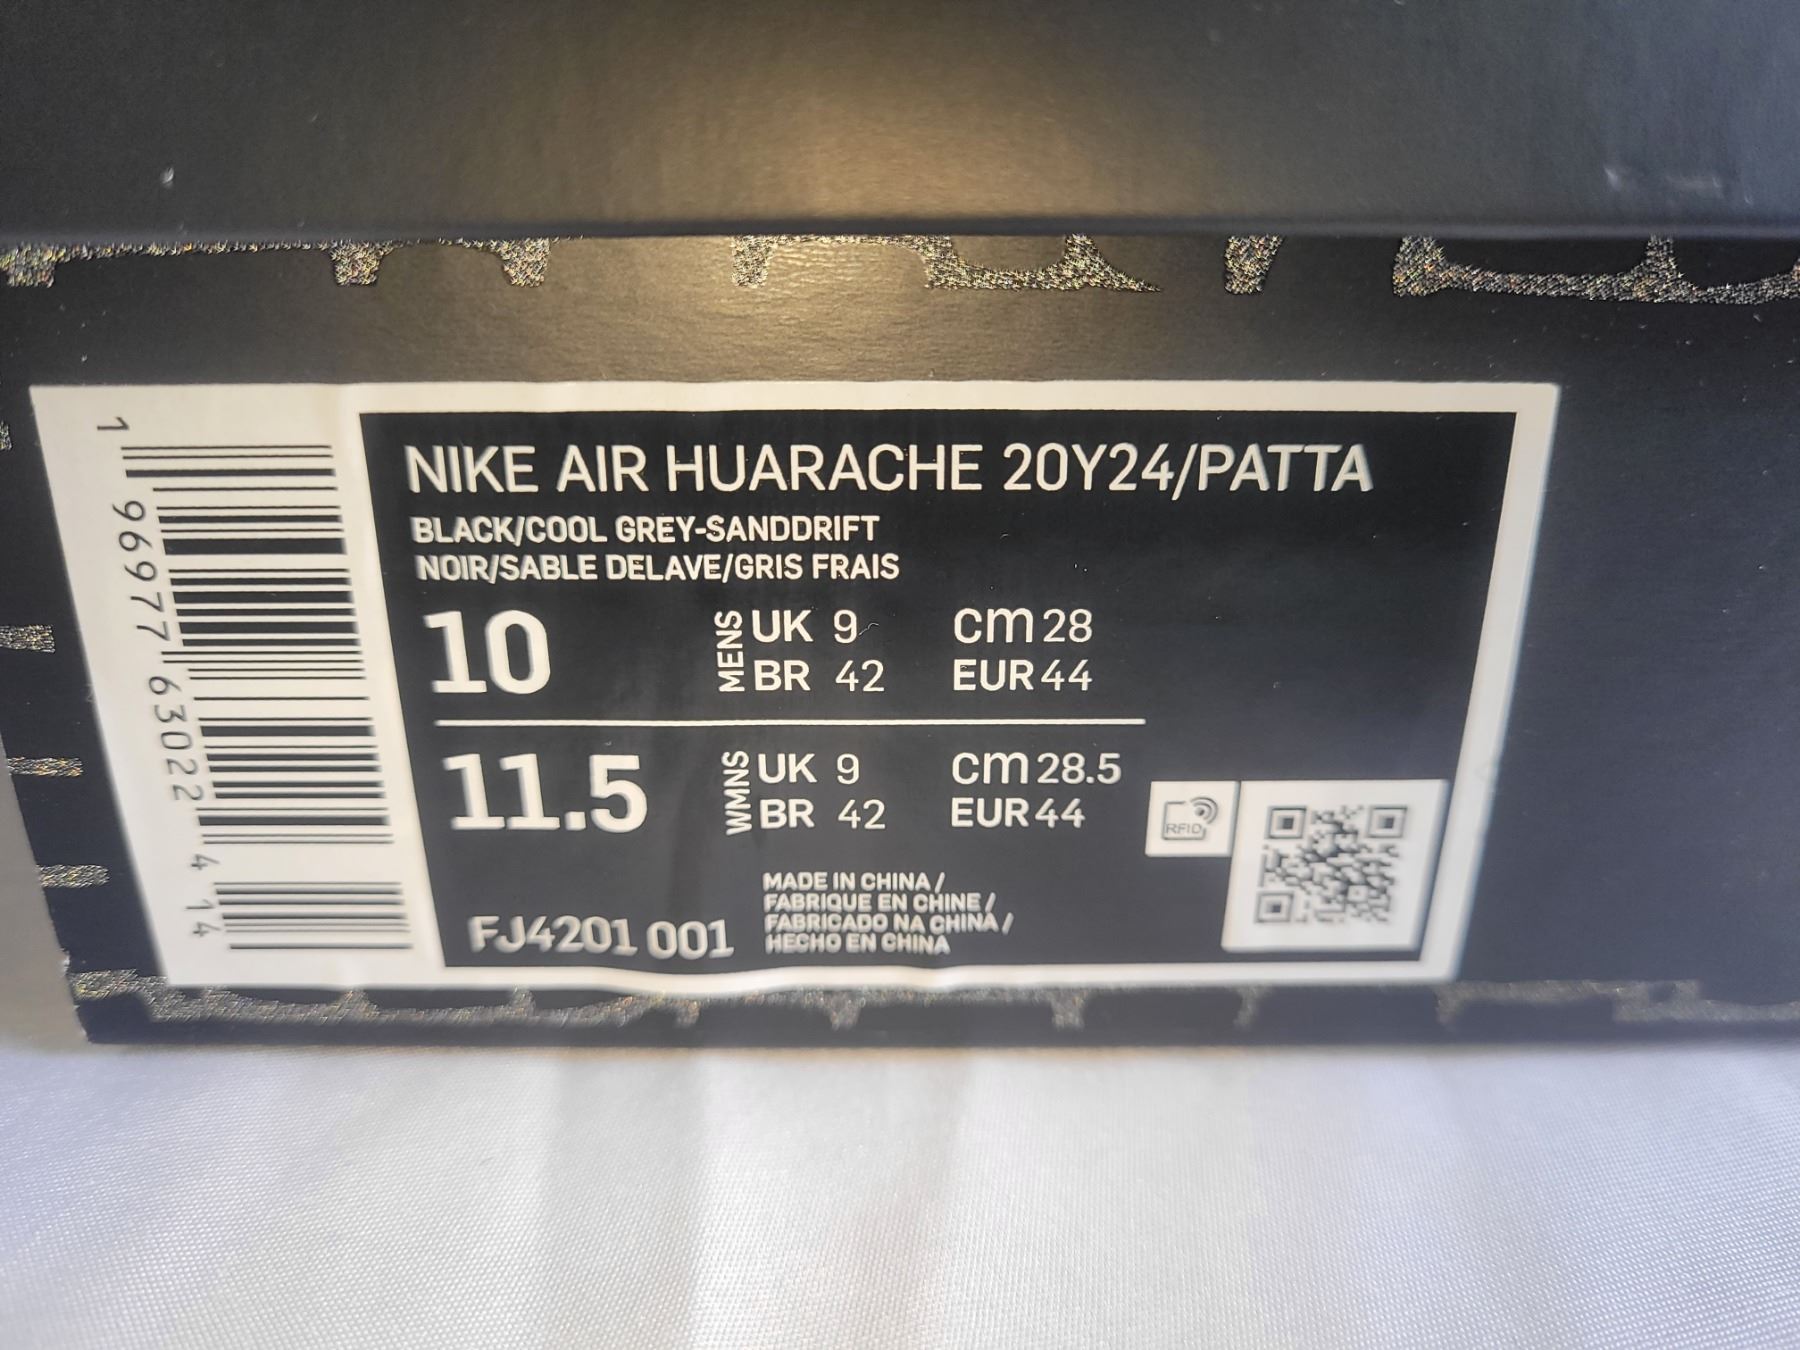 NIKE AIR HUARACHE 20Y24/PATTA
BLACK/COOL GREY-SANDDRIFT
NOIR/SABLE DELAVE/GRIS FRAIS
10 MENS UK 9 cm 28
BR 42 EUR 44
11.5 WMNS UK 9 cm 28.5
BR 42 EUR 44
FJ4201 001
MADE IN CHINA /
FABRIQUE EN CHINE /
FABRICADO NA CHINA /
HECHO EN CHINA
RFID
1 96977 63022 4 14